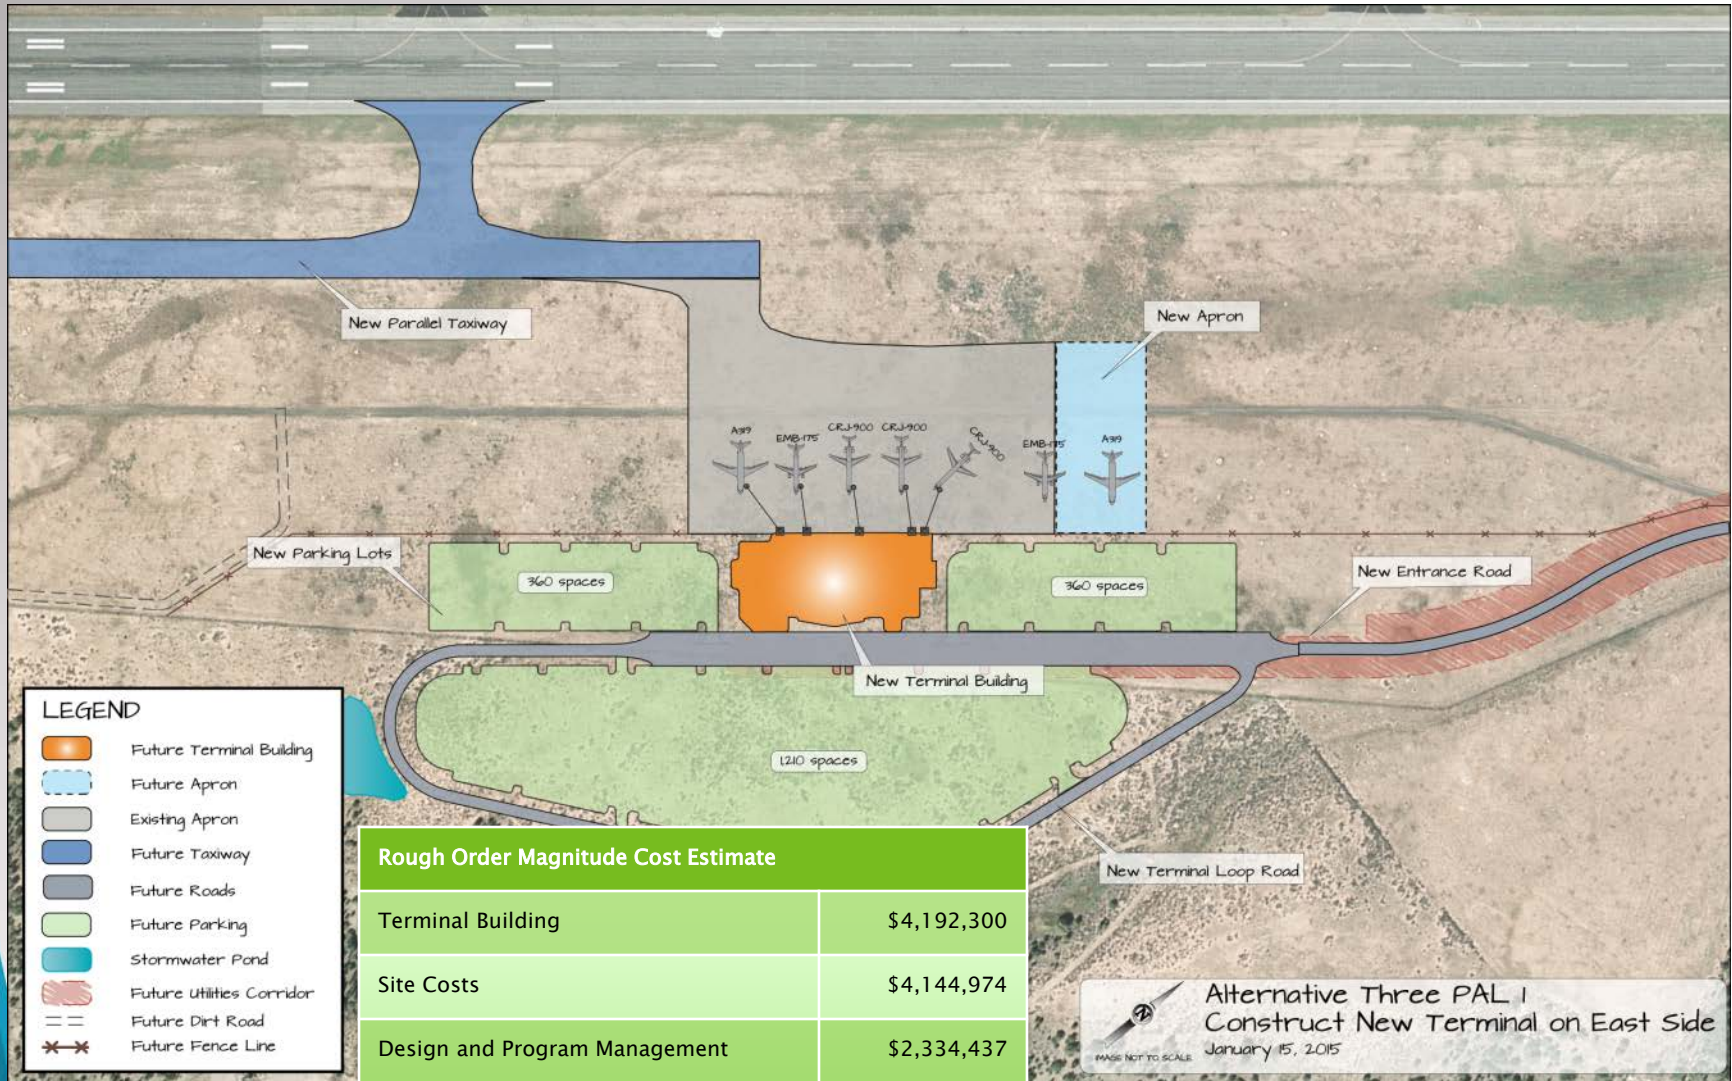 New Parallel Taxiway
New Apron
A319
EMB-175
CRJ-900
CRJ-900
CRJ-900
EMB-175
A319
New Parking Lots
360 spaces
360 spaces
New Entrance Road
New Terminal Building
1210 spaces
New Terminal Loop Road
LEGEND
Future Terminal Building
Future Apron
Existing Apron
Future Taxiway
Future Roads
Future Parking
Stormwater Pond
Future Utilities Corridor
Future Dirt Road
Future Fence Line
Rough Order Magnitude Cost Estimate
Terminal Building $4,192,300
Site Costs $4,144,974
Design and Program Management $2,334,437
N
IMAGE NOT TO SCALE
Alternative Three PAL 1
Construct New Terminal on East Side
January 15, 2015